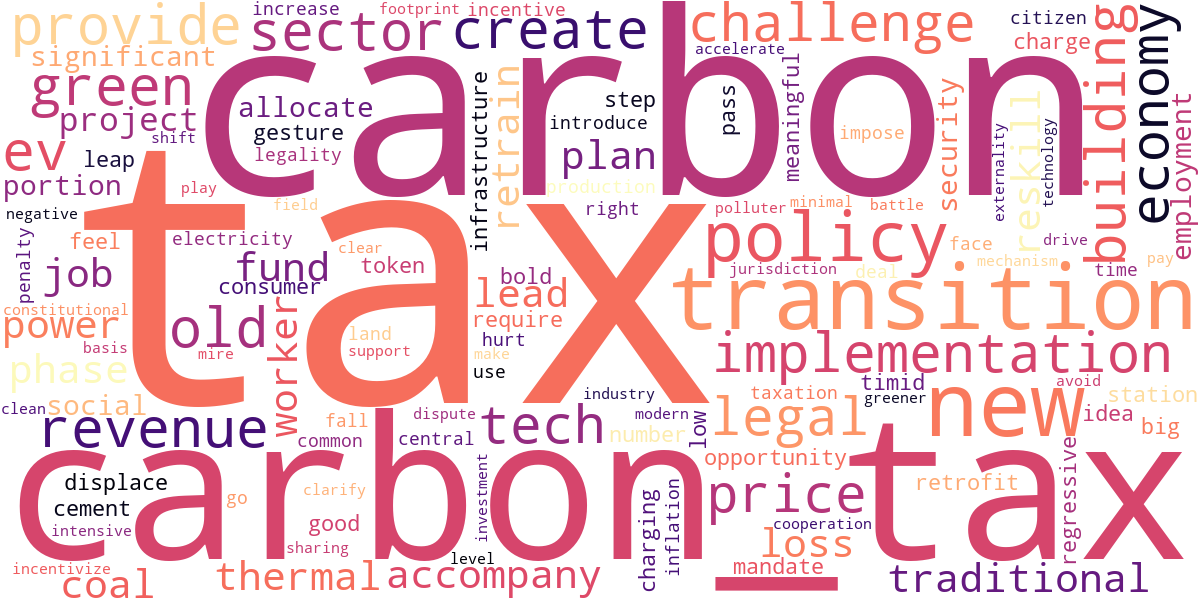 provide
increase
footprint
incentive
sector
create
challenge
citizen
charge
significant
accelerate
building
economy
green
carbon
allocate
step
pass
meaningful
impose
security
reskill
employment
project
gesture
introduce
infrastructure
retrain
shift
ev
leap
legality
plan
externality
technology
portion
play
production
negative
tax
field
right
polluter
minimal
battle
policy
feel
electricity
clear
face
drive
penalty
job
fund
token
bold
jurisdiction
deal
mechanism
time
pay
consumer
lead
transition
constitutional
power
old
worker
land
require
hurt
basis
mire
support
make
implementation
phase
use
timid
avoid
clean
social
industry
taxation
greener
new
station
revenue
fall
dispute
modern
low
legal
idea
big
common
central
tech
number
opportunity
displace
carbon_tax
cement
go
clarify
investment
price
retrofit
regressive
intensive
good
charging
inflation
cooperation
sharing
level
loss
incentivize
coal
thermal
accompany
mandate
traditional